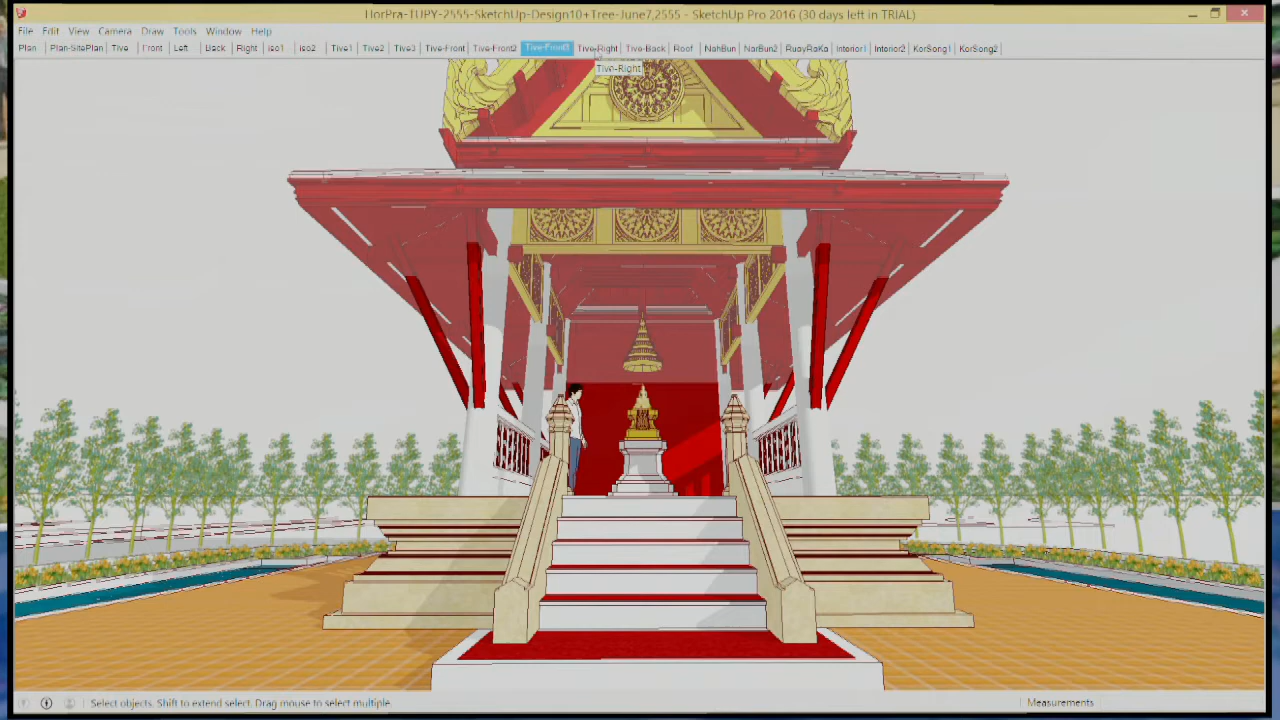 HorPra-TUPY-2555-SketchUp-Design10+Tree-June7,2555 - SketchUp Pro 2016 (30 days left in TRIAL)
File Edit View Camera Draw Tools Window Help
Plan Plan-SitePlan Tive Front Left Back Right iso1 iso2 Tive1 Tive2 Tive3 Tive-Front Tive-Front2 Tive-Front3 Tive-Right Tive-Back Roof NahBun NarBun2 RuayRaKa Interior1 Interior2 KorSong1 KorSong2
Tive-Right
Select objects. Shift to extend select. Drag mouse to select multiple.
Measurements